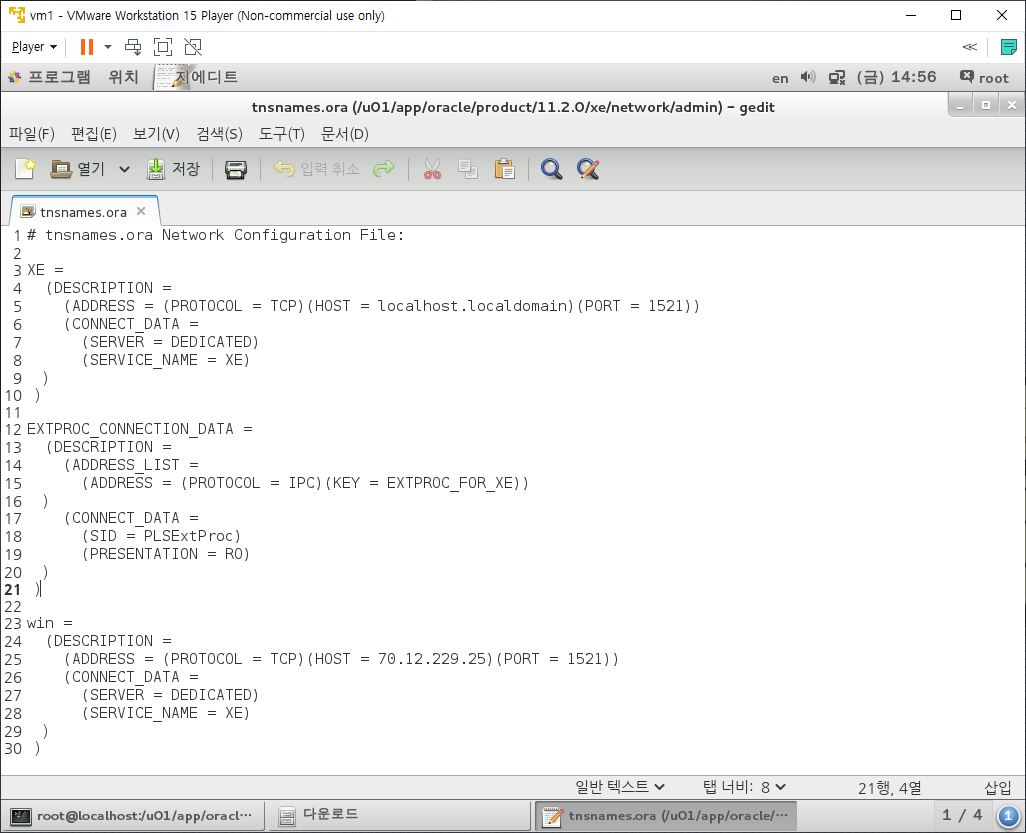 vm1 - VMware Workstation 15 Player (Non-commercial use only)
Player
프로그램 위치 지에디트 en (금) 14:56 root
tnsnames.ora (/u01/app/oracle/product/11.2.0/xe/network/admin) - gedit
파일(F) 편집(E) 보기(V) 검색(S) 도구(T) 문서(D)
열기 저장 입력 취소
tnsnames.ora
1 # tnsnames.ora Network Configuration File:
2
3 XE =
4 (DESCRIPTION =
5 (ADDRESS = (PROTOCOL = TCP)(HOST = localhost.localdomain)(PORT = 1521))
6 (CONNECT_DATA =
7 (SERVER = DEDICATED)
8 (SERVICE_NAME = XE)
9 )
10 )
11
12 EXTPROC_CONNECTION_DATA =
13 (DESCRIPTION =
14 (ADDRESS_LIST =
15 (ADDRESS = (PROTOCOL = IPC)(KEY = EXTPROC_FOR_XE))
16 )
17 (CONNECT_DATA =
18 (SID = PLSExtProc)
19 (PRESENTATION = RO)
20 )
21 )
22
23 win =
24 (DESCRIPTION =
25 (ADDRESS = (PROTOCOL = TCP)(HOST = 70.12.229.25)(PORT = 1521))
26 (CONNECT_DATA =
27 (SERVER = DEDICATED)
28 (SERVICE_NAME = XE)
29 )
30 )
일반 텍스트 탭 너비: 8 21행, 4열 삽입
root@localhost:/u01/app/oracl… 다운로드 tnsnames.ora (/u01/app/oracle/… 1 / 4 1